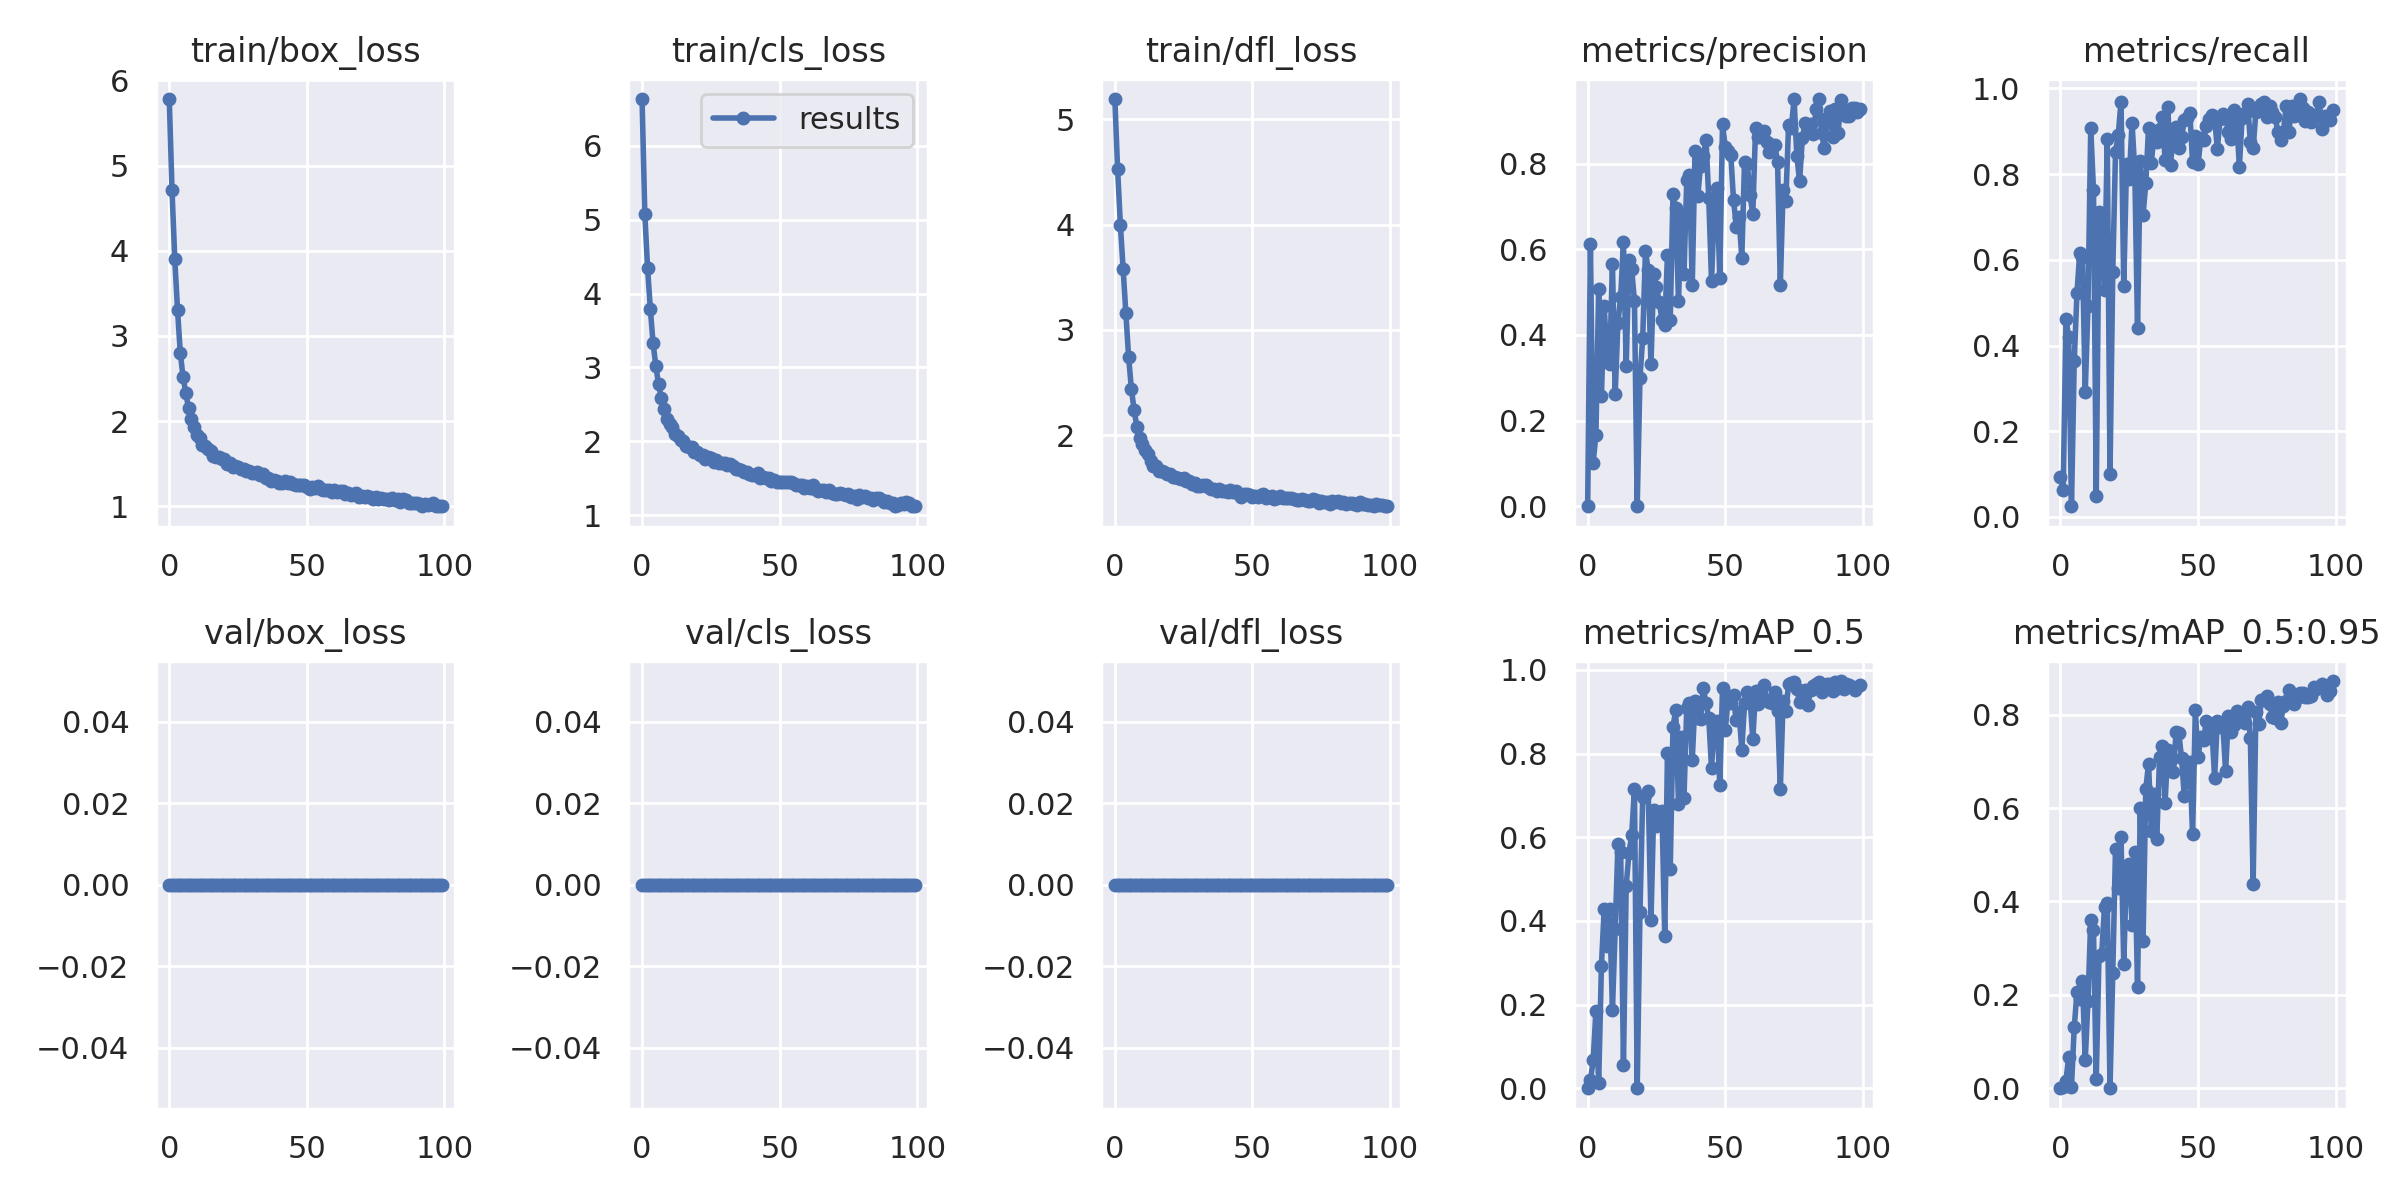 train/box_loss
6
5
4
3
2
1
0 50 100
train/cls_loss
results
6
5
4
3
2
1
0 50 100
train/dfl_loss
5
4
3
2
0 50 100
metrics/precision
0.8
0.6
0.4
0.2
0.0
0 50 100
metrics/recall
1.0
0.8
0.6
0.4
0.2
0.0
0 50 100
val/box_loss
0.04
0.02
0.00
−0.02
−0.04
0 50 100
val/cls_loss
0.04
0.02
0.00
−0.02
−0.04
0 50 100
val/dfl_loss
0.04
0.02
0.00
−0.02
−0.04
0 50 100
metrics/mAP_0.5
1.0
0.8
0.6
0.4
0.2
0.0
0 50 100
metrics/mAP_0.5:0.95
0.8
0.6
0.4
0.2
0.0
0 50 100